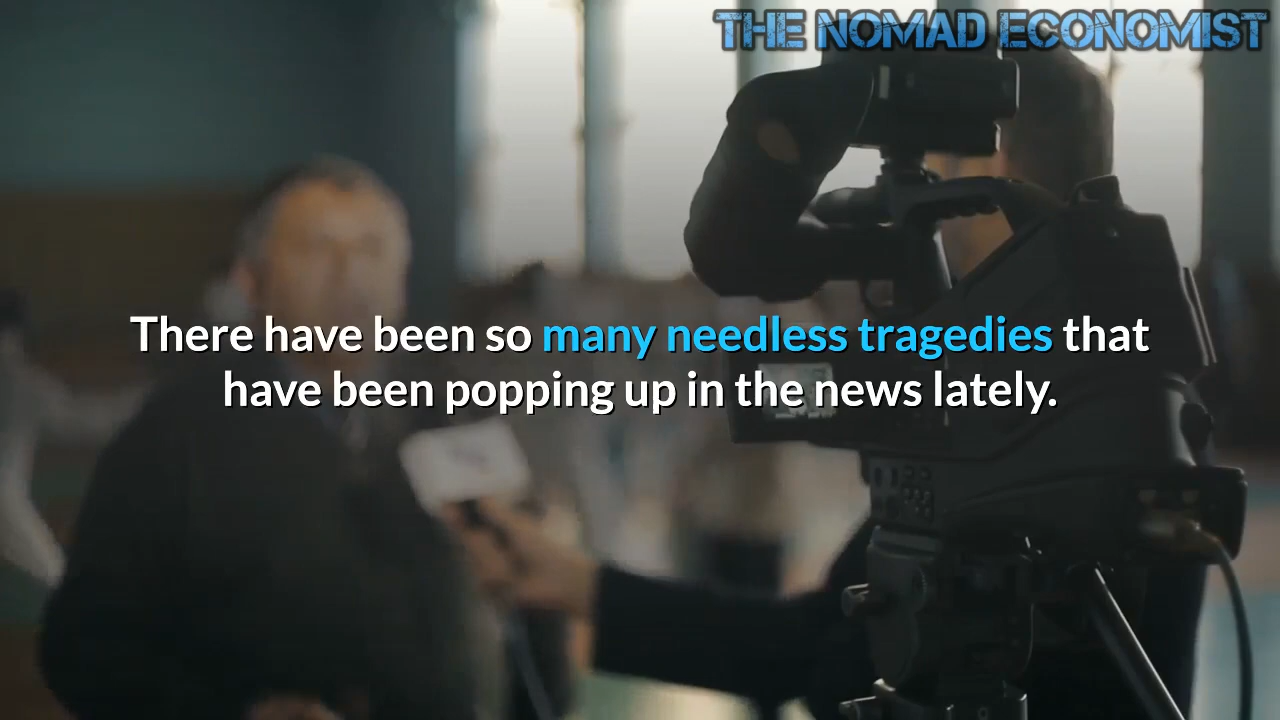 THE NOMAD ECONOMIST
There have been so many needless tragedies that
have been popping up in the news lately.